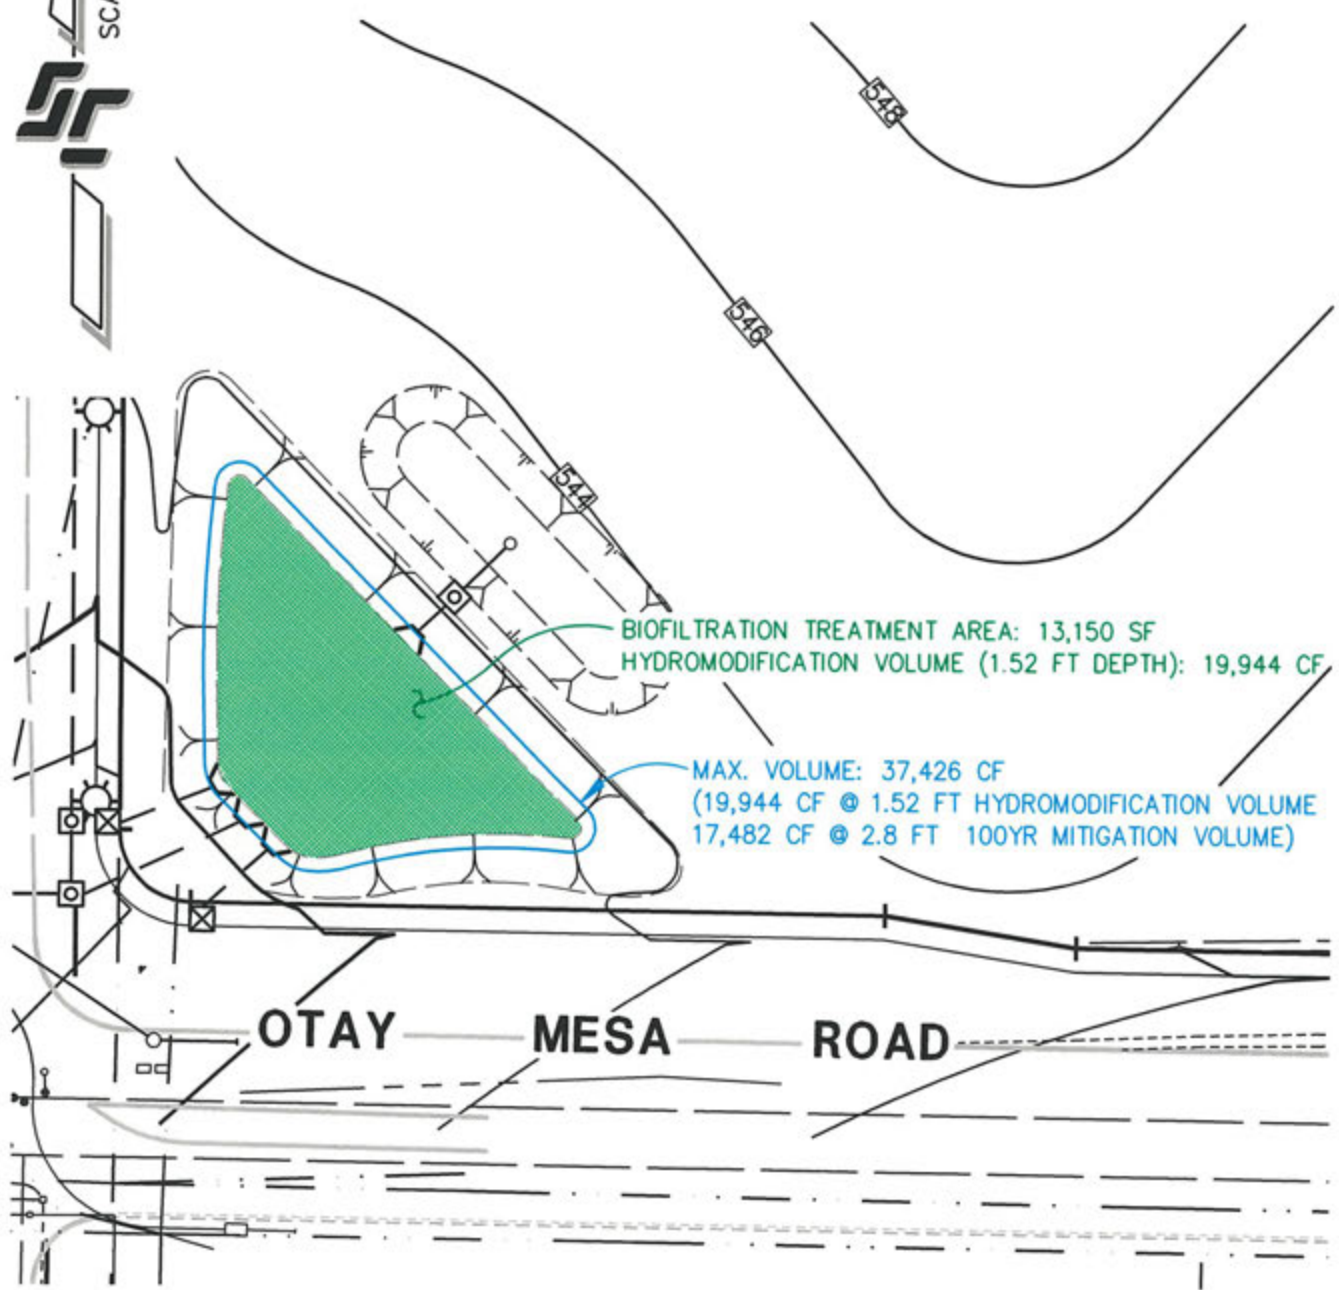 SCA
548
546
544
BIOFILTRATION TREATMENT AREA: 13,150 SF
HYDROMODIFICATION VOLUME (1.52 FT DEPTH): 19,944 CF
MAX. VOLUME: 37,426 CF
(19,944 CF @ 1.52 FT HYDROMODIFICATION VOLUME
17,482 CF @ 2.8 FT 100YR MITIGATION VOLUME)
OTAY MESA ROAD